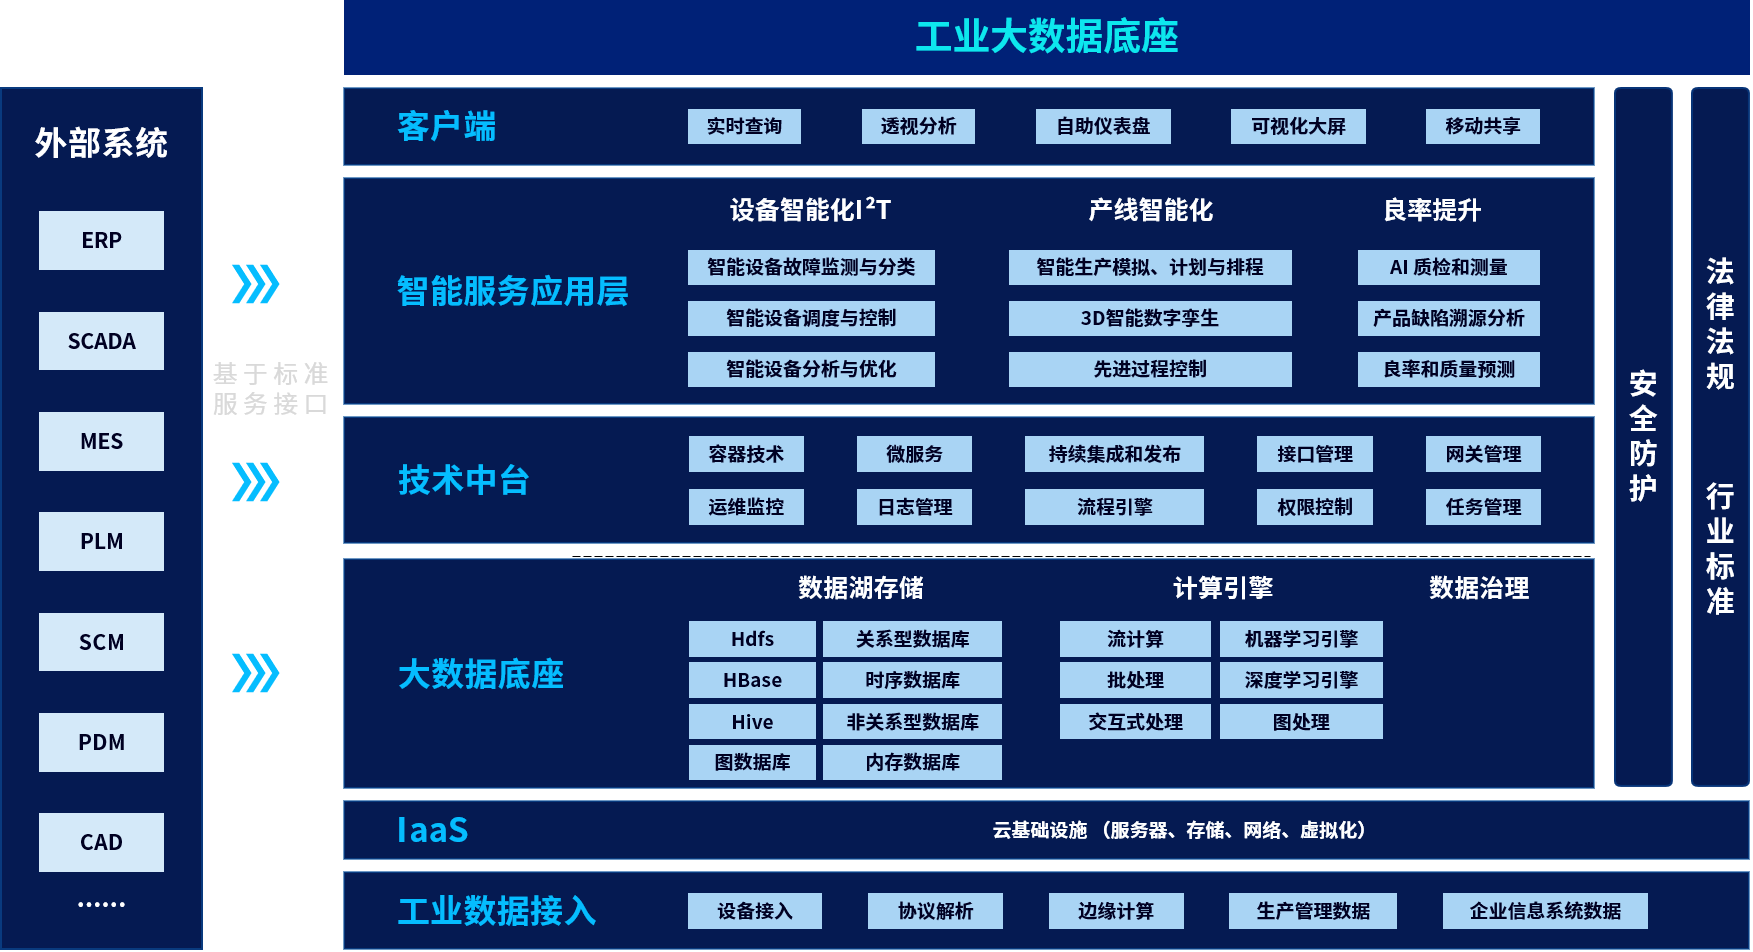 工业大数据底座
外部系统
ERP
SCADA
MES
PLM
SCM
PDM
CAD
······
基于标准
服务接口
客户端
实时查询
透视分析
自助仪表盘
可视化大屏
移动共享
智能服务应用层
设备智能化I²T
产线智能化
良率提升
智能设备故障监测与分类
智能生产模拟、计划与排程
AI 质检和测量
智能设备调度与控制
3D智能数字孪生
产品缺陷溯源分析
智能设备分析与优化
先进过程控制
良率和质量预测
技术中台
容器技术
微服务
持续集成和发布
接口管理
网关管理
运维监控
日志管理
流程引擎
权限控制
任务管理
大数据底座
数据湖存储
计算引擎
数据治理
Hdfs
关系型数据库
流计算
机器学习引擎
HBase
时序数据库
批处理
深度学习引擎
Hive
非关系型数据库
交互式处理
图处理
图数据库
内存数据库
IaaS
云基础设施 （服务器、存储、网络、虚拟化）
工业数据接入
设备接入
协议解析
边缘计算
生产管理数据
企业信息系统数据
安全防护
法律法规
行业标准